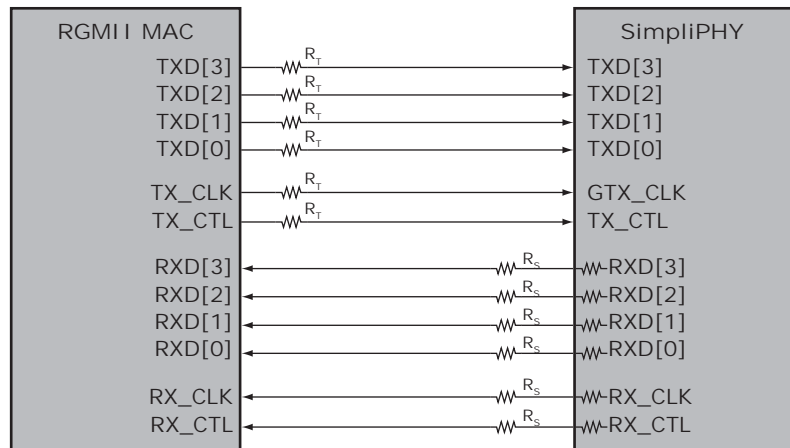 RGMII MAC SimpliPHY
TXD[3] R_T TXD[3]
TXD[2] R_T TXD[2]
TXD[1] R_T TXD[1]
TXD[0] R_T TXD[0]
TX_CLK R_T GTX_CLK
TX_CTL R_T TX_CTL
RXD[3] R_S RXD[3]
RXD[2] R_S RXD[2]
RXD[1] R_S RXD[1]
RXD[0] R_S RXD[0]
RX_CLK R_S RX_CLK
RX_CTL R_S RX_CTL